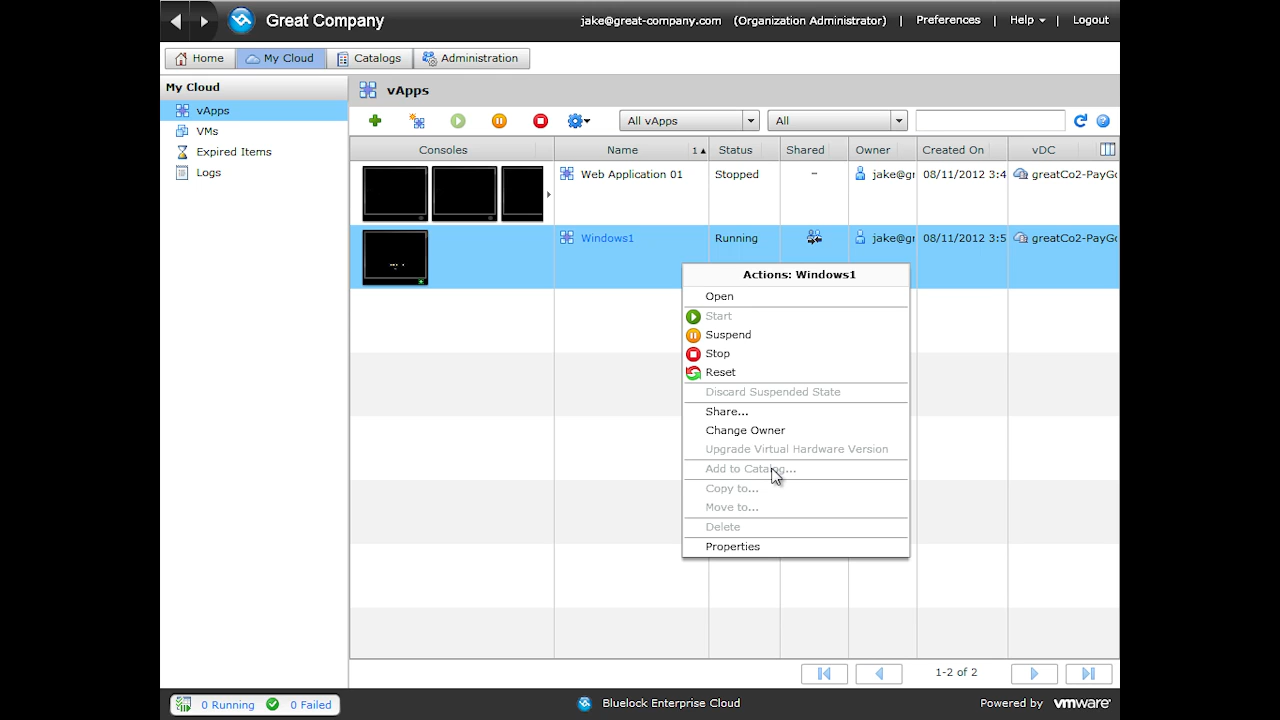 Great Company
jake@great-company.com (Organization Administrator) | Preferences | Help | Logout
Home My Cloud Catalogs Administration
My Cloud
vApps
VMs
Expired Items
Logs
vApps
All vApps All
Consoles Name 1 Status Shared Owner Created On vDC
Web Application 01 Stopped - jake@gr 08/11/2012 3:4 greatCo2-PayGo
Windows1 Running jake@gr 08/11/2012 3:5 greatCo2-PayGo
Actions: Windows1
Open
Start
Suspend
Stop
Reset
Discard Suspended State
Share...
Change Owner
Upgrade Virtual Hardware Version
Add to Catalog...
Copy to...
Move to...
Delete
Properties
1-2 of 2
0 Running 0 Failed
Bluelock Enterprise Cloud
Powered by vmware